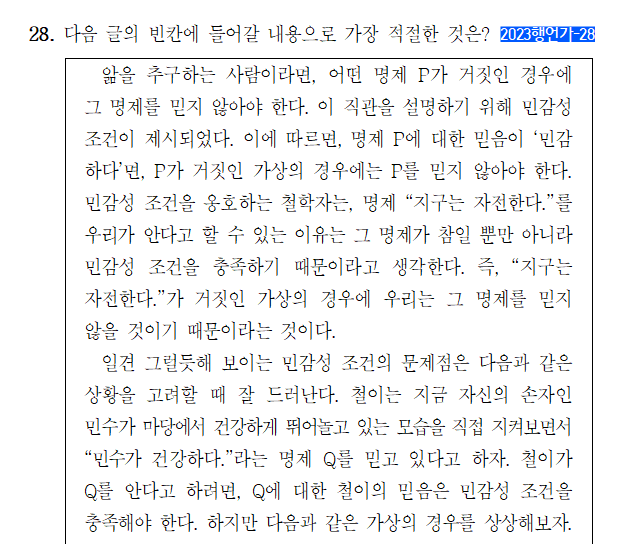 28. 다음 글의 빈칸에 들어갈 내용으로 가장 적절한 것은? 2023행언가-28
앎을 추구하는 사람이라면, 어떤 명제 P가 거짓인 경우에
그 명제를 믿지 않아야 한다. 이 직관을 설명하기 위해 민감성
조건이 제시되었다. 이에 따르면, 명제 P에 대한 믿음이 ‘민감
하다’면, P가 거짓인 가상의 경우에는 P를 믿지 않아야 한다.
민감성 조건을 옹호하는 철학자는, 명제 “지구는 자전한다.”를
우리가 안다고 할 수 있는 이유는 그 명제가 참일 뿐만 아니라
민감성 조건을 충족하기 때문이라고 생각한다. 즉, “지구는
자전한다.”가 거짓인 가상의 경우에 우리는 그 명제를 믿지
않을 것이기 때문이라는 것이다.
일견 그럴듯해 보이는 민감성 조건의 문제점은 다음과 같은
상황을 고려할 때 잘 드러난다. 철이는 지금 자신의 손자인
민수가 마당에서 건강하게 뛰어놀고 있는 모습을 직접 지켜보면서
“민수가 건강하다.”라는 명제 Q를 믿고 있다고 하자. 철이가
Q를 안다고 하려면, Q에 대한 철이의 믿음은 민감성 조건을
충족해야 한다. 하지만 다음과 같은 가상의 경우를 상상해보자.